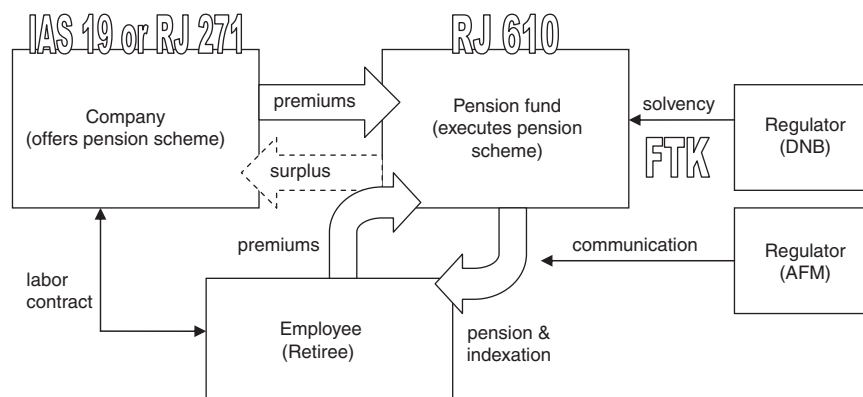 IAS 19 or RJ 271
RJ 610
Company
(offers pension scheme)
premiums
Pension fund
(executes pension
scheme)
surplus
solvency
FTK
Regulator
(DNB)
premiums
communication
Regulator
(AFM)
labor
contract
Employee
(Retiree)
pension &
indexation